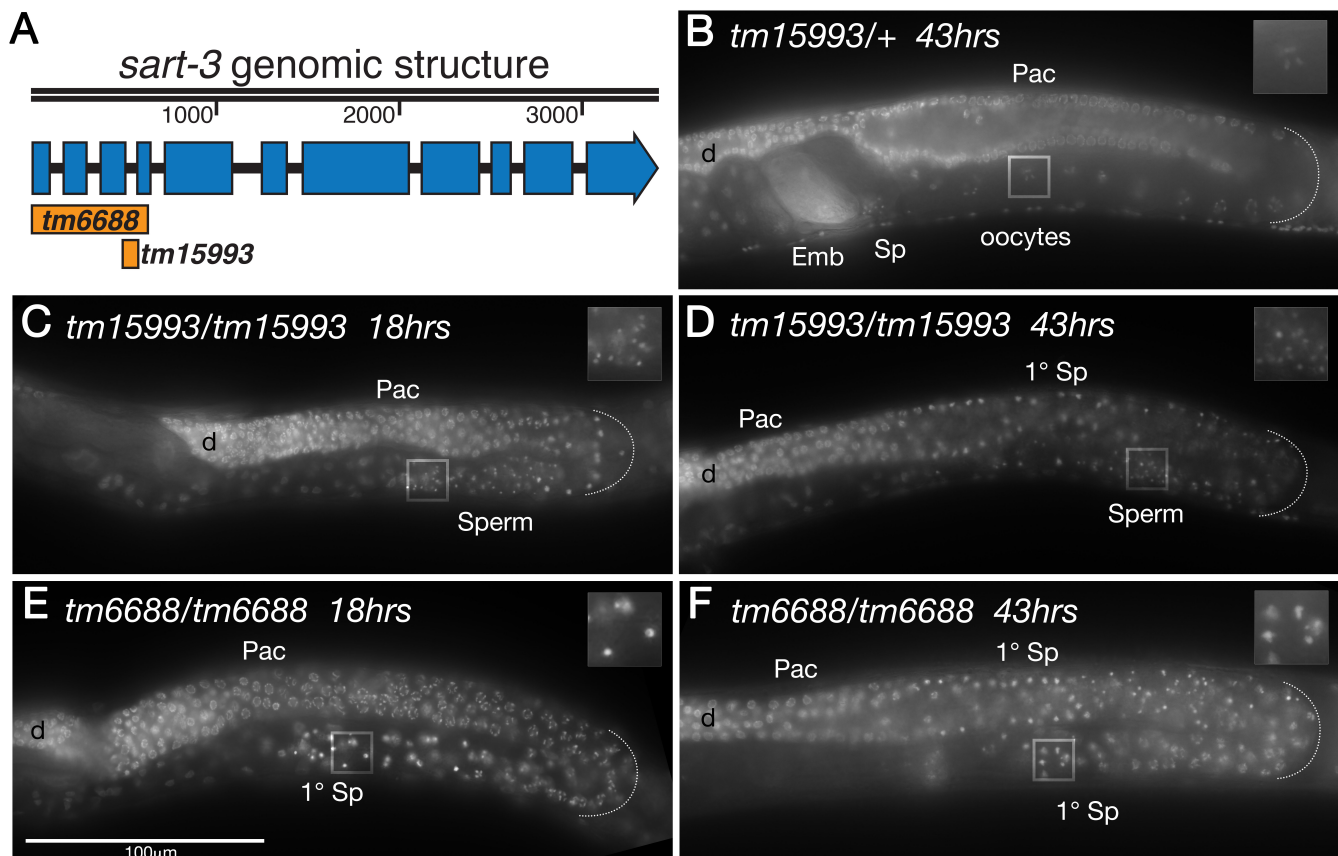 A
sart-3 genomic structure
1000 2000 3000
tm6688
tm15993
B tm15993/+ 43hrs
Pac
d
oocytes
Emb Sp
C tm15993/tm15993 18hrs
Pac
d
Sperm
D tm15993/tm15993 43hrs
1° Sp
Pac
d
Sperm
E tm6688/tm6688 18hrs
Pac
d
1° Sp
100µm
F tm6688/tm6688 43hrs
1° Sp
Pac
d
1° Sp